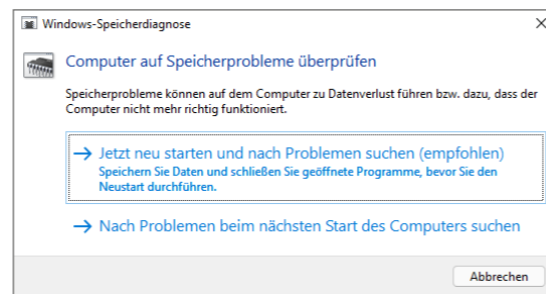 Windows-Speicherdiagnose
Computer auf Speicherprobleme überprüfen
Speicherprobleme können auf dem Computer zu Datenverlust führen bzw. dazu, dass der
Computer nicht mehr richtig funktioniert.
Jetzt neu starten und nach Problemen suchen (empfohlen)
Speichern Sie Daten und schließen Sie geöffnete Programme, bevor Sie den
Neustart durchführen.
Nach Problemen beim nächsten Start des Computers suchen
Abbrechen